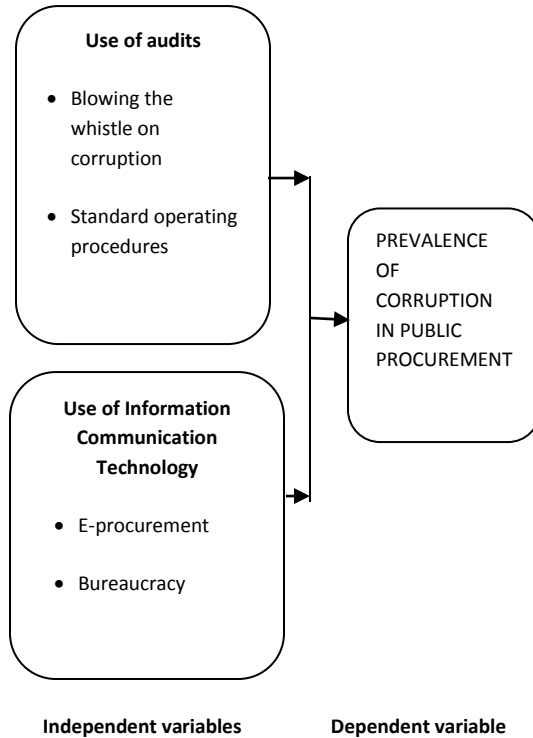 Use of audits
• Blowing the
whistle on
corruption
• Standard operating
procedures
PREVALENCE
OF
CORRUPTION
IN PUBLIC
PROCUREMENT
Use of Information
Communication
Technology
• E-procurement
• Bureaucracy
Independent variables
Dependent variable